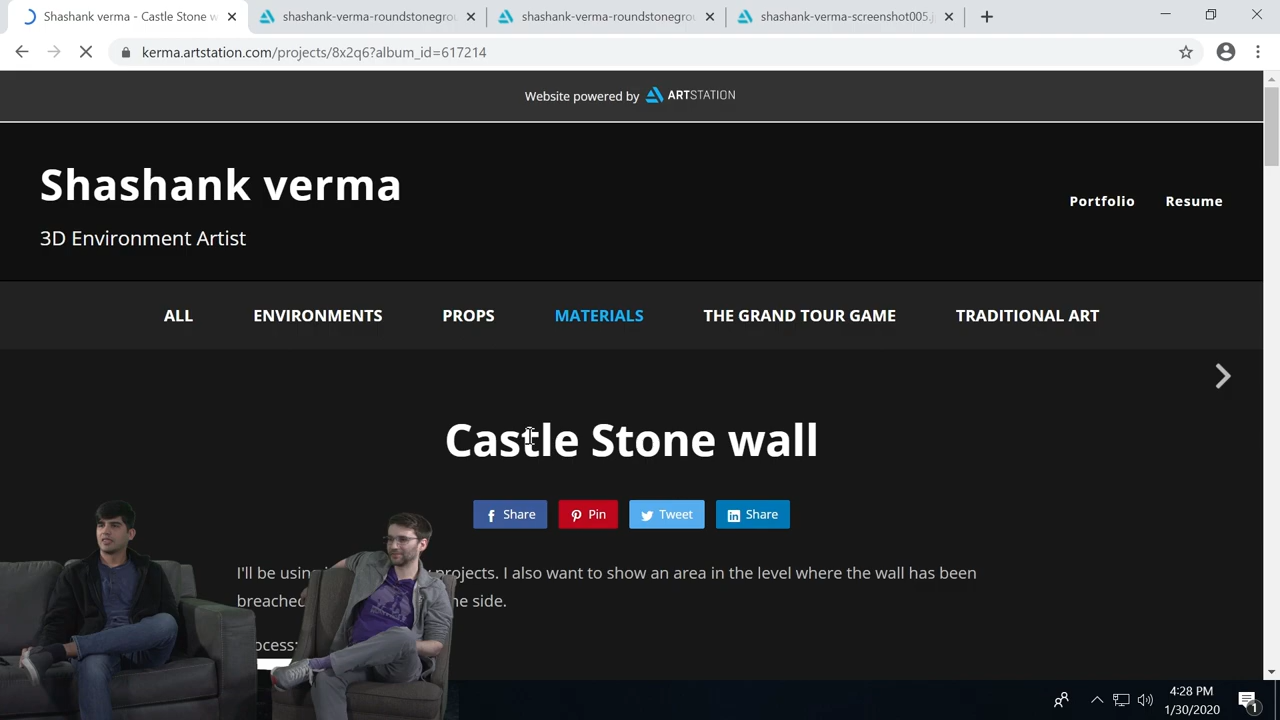 Shashank verma - Castle Stone w
shashank-verma-roundstonegrou
shashank-verma-roundstonegrou
shashank-verma-screenshot005.
kerma.artstation.com/projects/8x2q6?album_id=617214
Website powered by ARTSTATION
Shashank verma
3D Environment Artist
Portfolio Resume
ALL ENVIRONMENTS PROPS MATERIALS THE GRAND TOUR GAME TRADITIONAL ART
Castle Stone wall
Share Pin Tweet Share
I'll be using projects. I also want to show an area in the level where the wall has been
breached side.
4:28 PM
1/30/2020
1